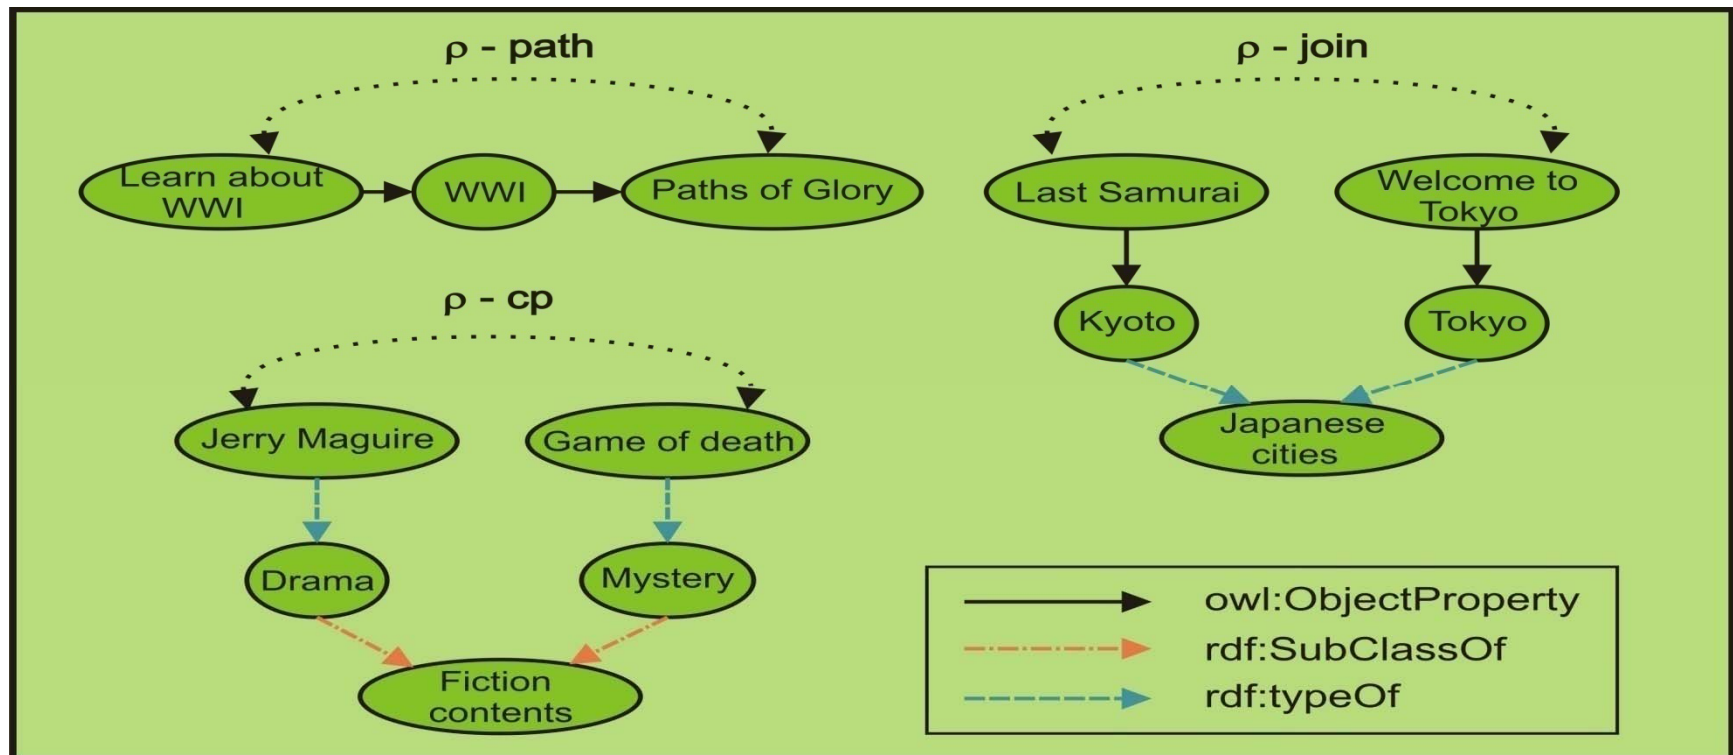 ρ - path
Learn about
WWI
WWI
Paths of Glory
ρ - join
Last Samurai
Welcome to
Tokyo
Kyoto
Tokyo
Japanese
cities
ρ - cp
Jerry Maguire
Game of death
Drama
Mystery
Fiction
contents
owl:ObjectProperty
rdf:SubClassOf
rdf:typeOf